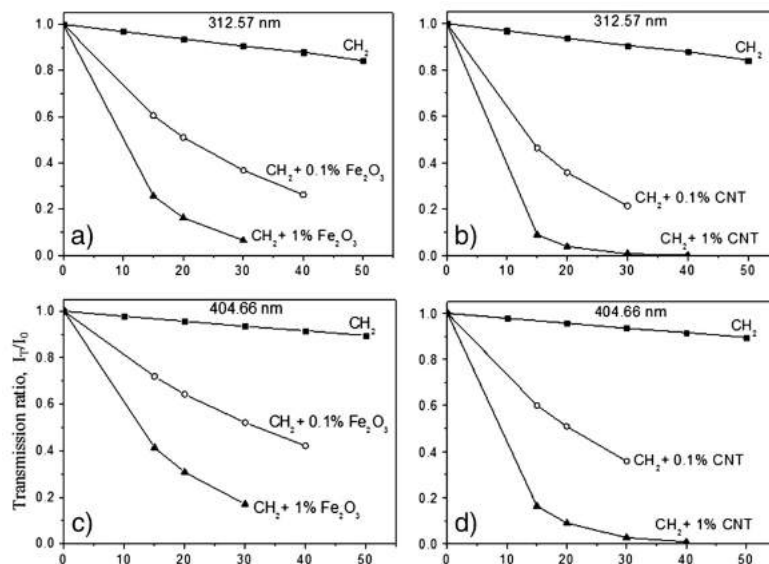 312.57 nm
CH₂
CH₂+ 0.1% Fe₂O₃
CH₂+ 1% Fe₂O₃
a)
1.0
0.8
0.6
0.4
0.2
0.0
0 10 20 30 40 50
312.57 nm
CH₂
CH₂+ 0.1% CNT
CH₂+ 1% CNT
b)
1.0
0.8
0.6
0.4
0.2
0.0
0 10 20 30 40 50
Transmission ratio, I_T/I₀
404.66 nm
CH₂
CH₂+ 0.1% Fe₂O₃
CH₂+ 1% Fe₂O₃
c)
1.0
0.8
0.6
0.4
0.2
0.0
0 10 20 30 40 50
404.66 nm
CH₂
CH₂+ 0.1% CNT
CH₂+ 1% CNT
d)
1.0
0.8
0.6
0.4
0.2
0.0
0 10 20 30 40 50